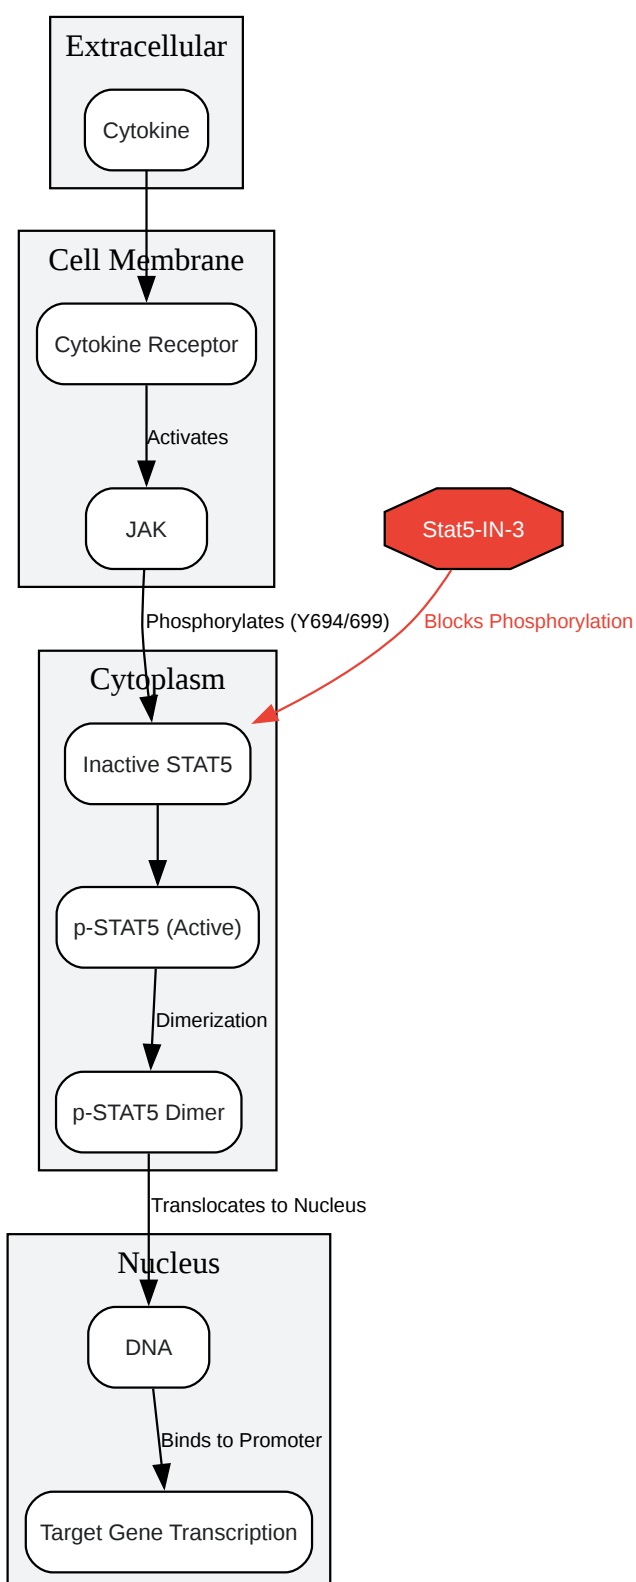 Extracellular
Cytokine
Cell Membrane
Cytokine Receptor
Activates
JAK
Stat5-IN-3
Phosphorylates (Y694/699)
Blocks Phosphorylation
Cytoplasm
Inactive STAT5
p-STAT5 (Active)
Dimerization
p-STAT5 Dimer
Translocates to Nucleus
Nucleus
DNA
Binds to Promoter
Target Gene Transcription